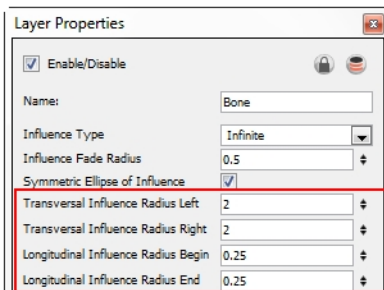 Layer Properties
Enable/Disable
Name: Bone
Influence Type Infinite
Influence Fade Radius 0.5
Symmetric Ellipse of Influence
Transversal Influence Radius Left 2
Transversal Influence Radius Right 2
Longitudinal Influence Radius Begin 0.25
Longitudinal Influence Radius End 0.25